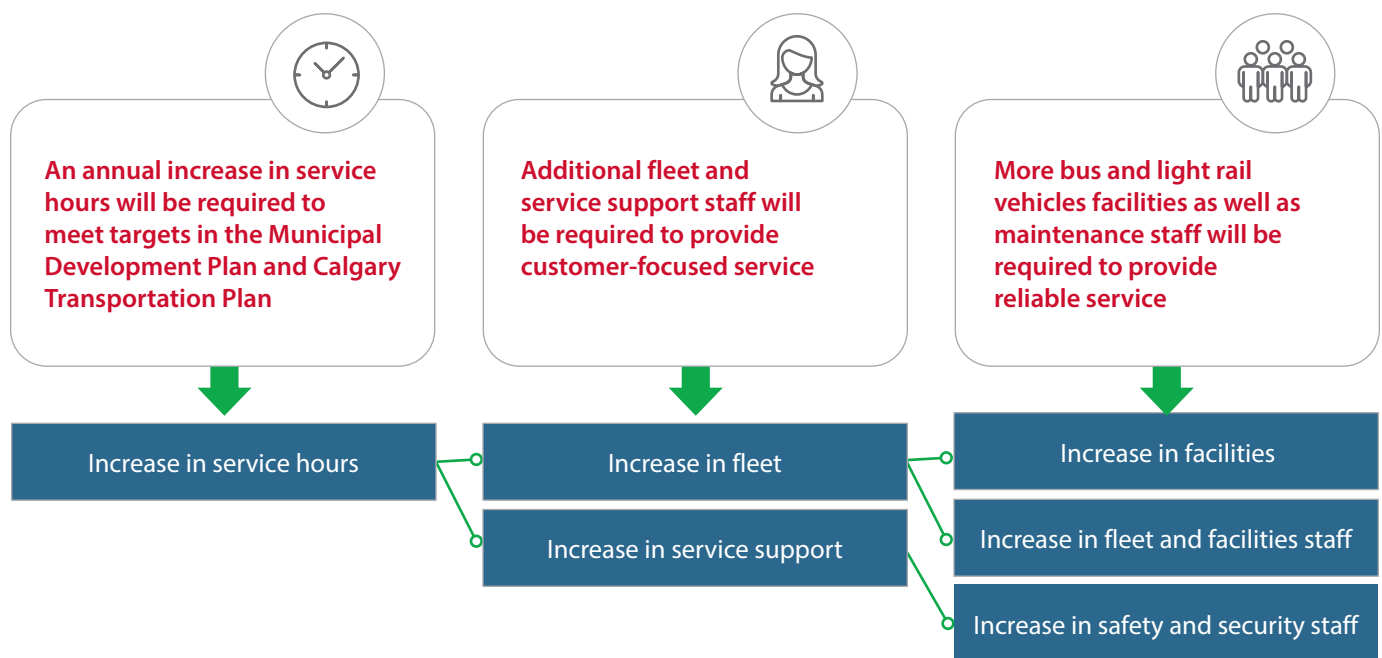 An annual increase in service
hours will be required to
meet targets in the Municipal
Development Plan and Calgary
Transportation Plan
Additional fleet and
service support staff will
be required to provide
customer-focused service
More bus and light rail
vehicles facilities as well as
maintenance staff will be
required to provide
reliable service
Increase in service hours
Increase in fleet
Increase in service support
Increase in facilities
Increase in fleet and facilities staff
Increase in safety and security staff